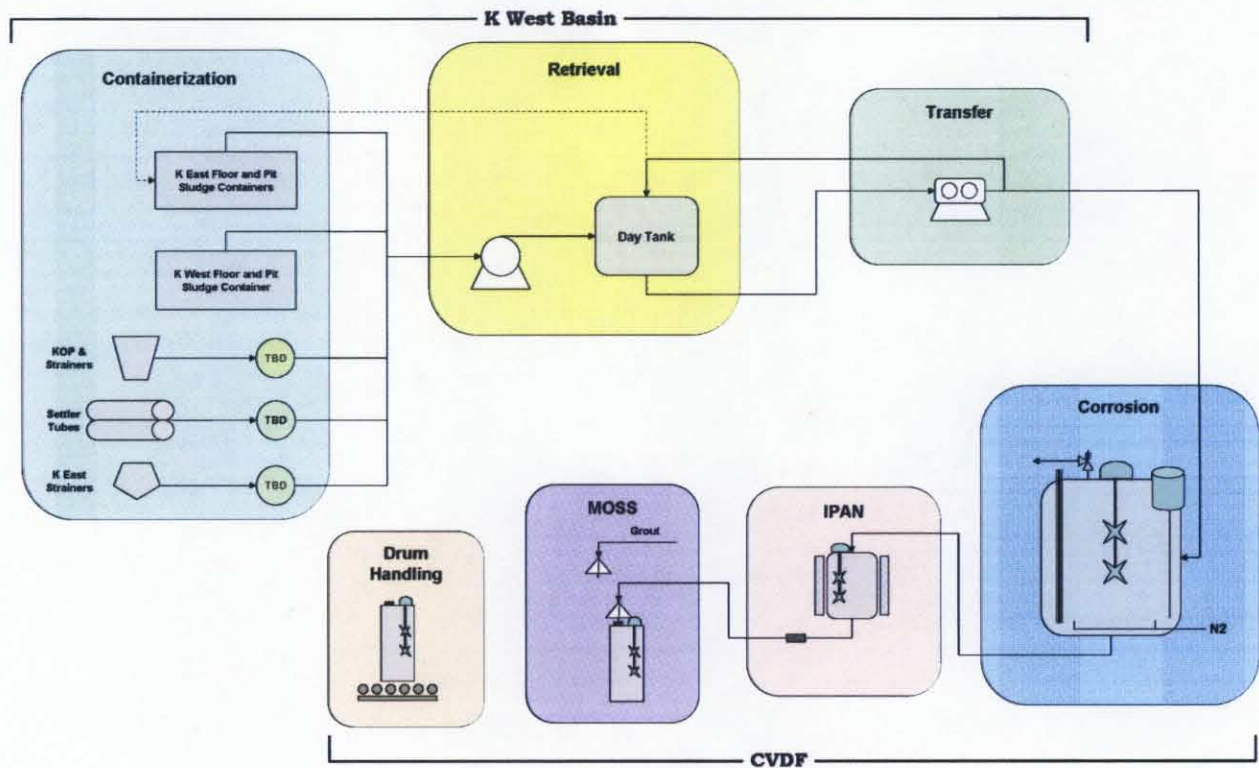 K West Basin
Containerization
K East Floor and Pit
Sludge Containers
K West Floor and Pit
Sludge Container
KOP &
Strainers
TBD
Settler
Tubes
TBD
K East
Strainers
TBD
Retrieval
Day Tank
Transfer
Corrosion
N2
IPAN
MOSS
Grout
Drum
Handling
CVDF